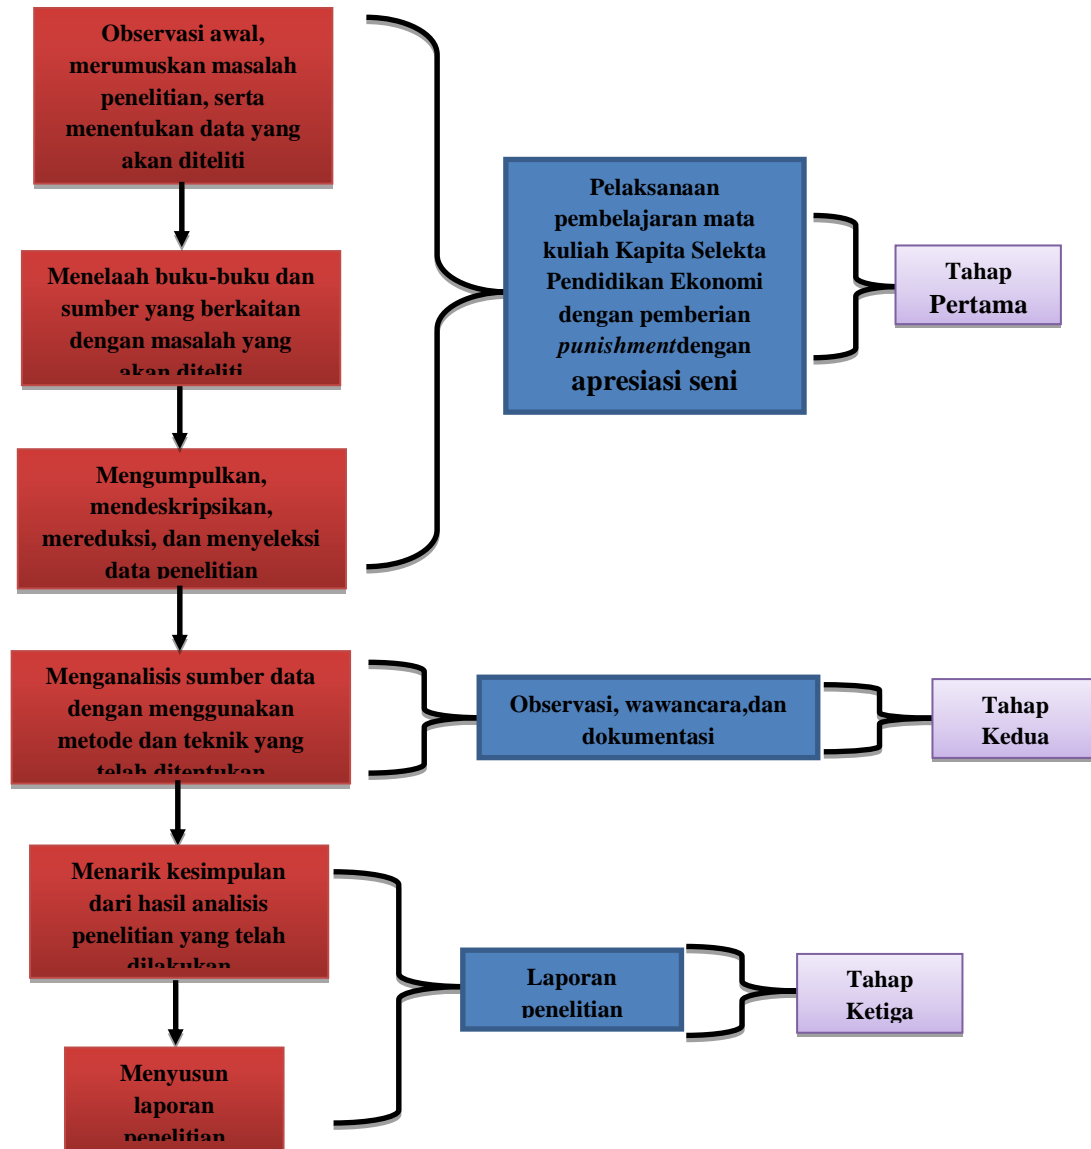 Observasi awal,
merumuskan masalah
penelitian, serta
menentukan data yang
akan diteliti
Menelaah buku-buku dan
sumber yang berkaitan
dengan masalah yang
akan diteliti
Mengumpulkan,
mendeskripsikan,
mereduksi, dan menyeleksi
data penelitian
Menganalisis sumber data
dengan menggunakan
metode dan teknik yang
telah ditentukan
Menarik kesimpulan
dari hasil analisis
penelitian yang telah
dilakukan
Menyusun
laporan
penelitian
Pelaksanaan
pembelajaran mata
kuliah Kapita Selekta
Pendidikan Ekonomi
dengan pemberian
punishmentdengan
apresiasi seni
Observasi, wawancara,dan
dokumentasi
Laporan
penelitian
Tahap
Pertama
Tahap
Kedua
Tahap
Ketiga